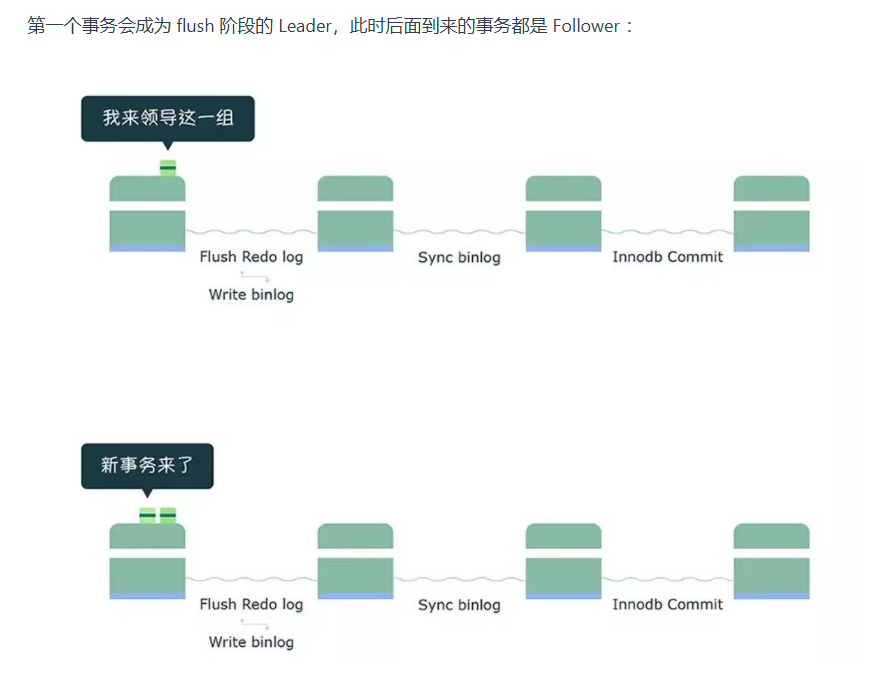 第一个事务会成为 flush 阶段的 Leader，此时后面到来的事务都是 Follower ：
我来领导这一组
Flush Redo log
Sync binlog
Innodb Commit
Write binlog
新事务来了
Flush Redo log
Sync binlog
Innodb Commit
Write binlog